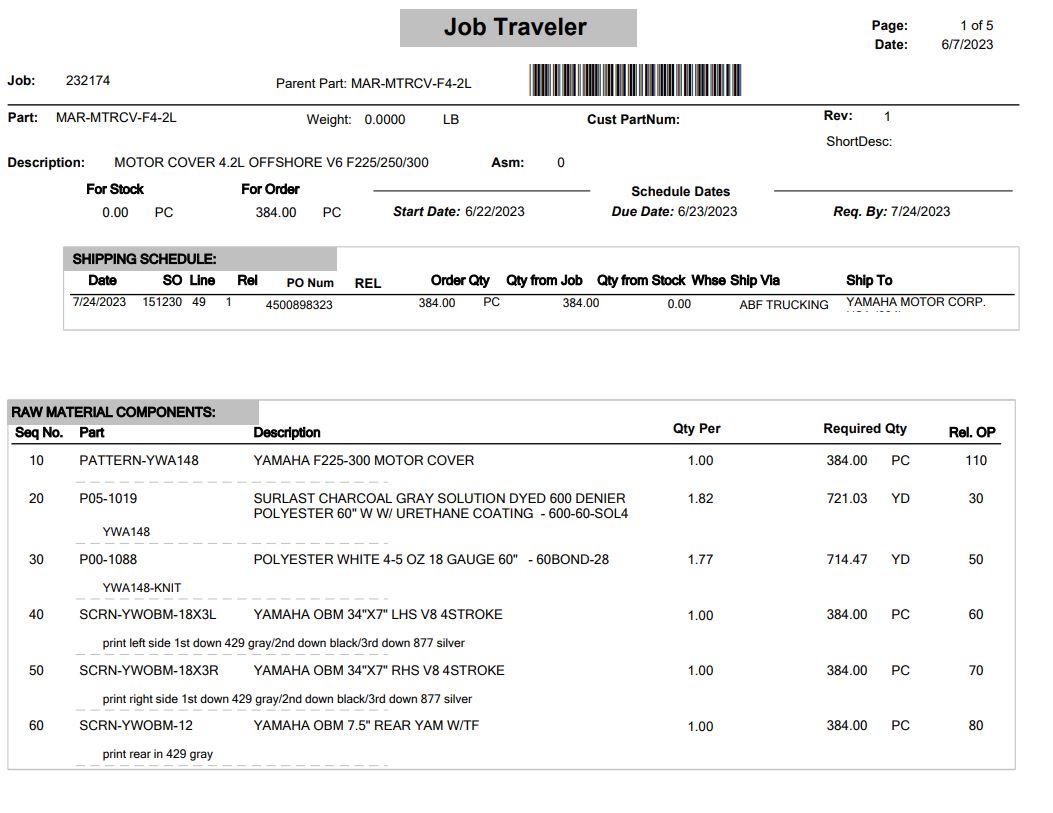 Job Traveler
Page: 1 of 5
Date: 6/7/2023
Job: 232174 Parent Part: MAR-MTRCV-F4-2L
Part: MAR-MTRCV-F4-2L Weight: 0.0000 LB Cust PartNum: Rev: 1
ShortDesc:
Description: MOTOR COVER 4.2L OFFSHORE V6 F225/250/300 Asm: 0
For Stock For Order Schedule Dates
0.00 PC 384.00 PC Start Date: 6/22/2023 Due Date: 6/23/2023 Req. By: 7/24/2023
SHIPPING SCHEDULE:
Date SO Line Rel PO Num REL Order Qty Qty from Job Qty from Stock Whse Ship Via Ship To
7/24/2023 151230 49 1 4500898323 384.00 PC 384.00 0.00 ABF TRUCKING YAMAHA MOTOR CORP.
RAW MATERIAL COMPONENTS:
Seq No. Part Description Qty Per Required Qty Rel. OP
10 PATTERN-YWA148 YAMAHA F225-300 MOTOR COVER 1.00 384.00 PC 110
20 P05-1019 SURLAST CHARCOAL GRAY SOLUTION DYED 600 DENIER 1.82 721.03 YD 30
POLYESTER 60" W W/ URETHANE COATING - 600-60-SOL4
YWA148
30 P00-1088 POLYESTER WHITE 4-5 OZ 18 GAUGE 60" - 60BOND-28 1.77 714.47 YD 50
YWA148-KNIT
40 SCRN-YWOBM-18X3L YAMAHA OBM 34"X7" LHS V8 4STROKE 1.00 384.00 PC 60
print left side 1st down 429 gray/2nd down black/3rd down 877 silver
50 SCRN-YWOBM-18X3R YAMAHA OBM 34"X7" RHS V8 4STROKE 1.00 384.00 PC 70
print right side 1st down 429 gray/2nd down black/3rd down 877 silver
60 SCRN-YWOBM-12 YAMAHA OBM 7.5" REAR YAM W/TF 1.00 384.00 PC 80
print rear in 429 gray